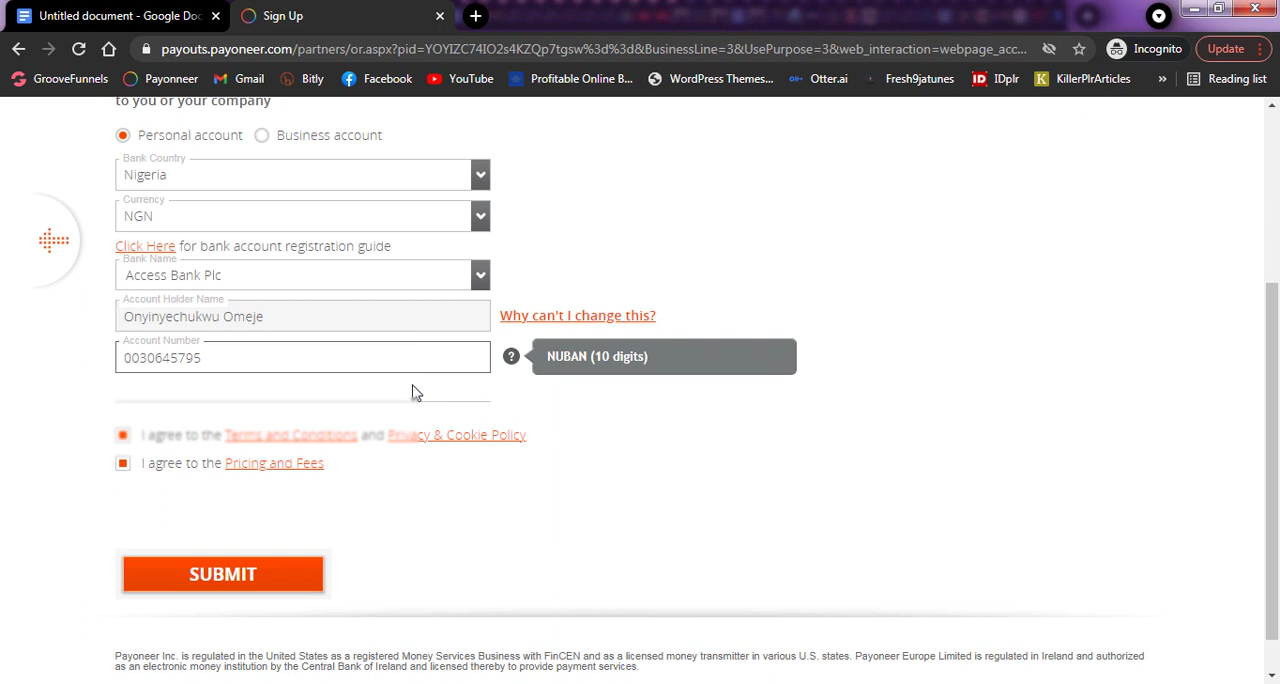 Untitled document - Google Doc
Sign Up
payouts.payoneer.com/partners/or.aspx?pid=YOYIZC74IO2s4KZQp7tgsw%3d%3d&BusinessLine=3&UsePurpose=3&web_interaction=webpage_acc...
Incognito
Update
GrooveFunnels
Payoneer
Gmail
Bitly
Facebook
YouTube
Profitable Online B...
WordPress Themes...
Otter.ai
Fresh9jatunes
IDplr
KillerPlrArticles
»
Reading list
to you or your company
Personal account
Business account
Bank Country
Nigeria
Currency
NGN
Click Here for bank account registration guide
Bank Name
Access Bank Plc
Account Holder Name
Onyinyechukwu Omeje
Why can't I change this?
Account Number
0030645795
? NUBAN (10 digits)
I agree to the Terms and Conditions and Privacy & Cookie Policy
I agree to the Pricing and Fees
SUBMIT
Payoneer Inc. is regulated in the United States as a registered Money Services Business with FinCEN and as a licensed money transmitter in various U.S. states. Payoneer Europe Limited is regulated in Ireland and authorized
as an electronic money institution by the Central Bank of Ireland and licensed thereby to provide payment services.